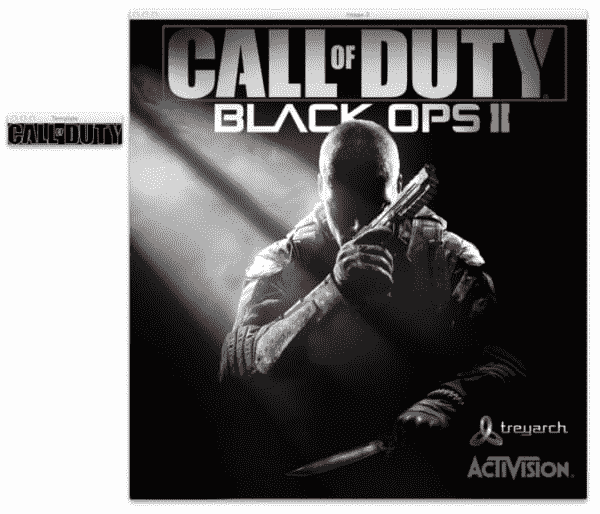 Template
CALL OF DUTY
CALL OF DUTY
BLACK OPS II
treyarch
ACTIVISION